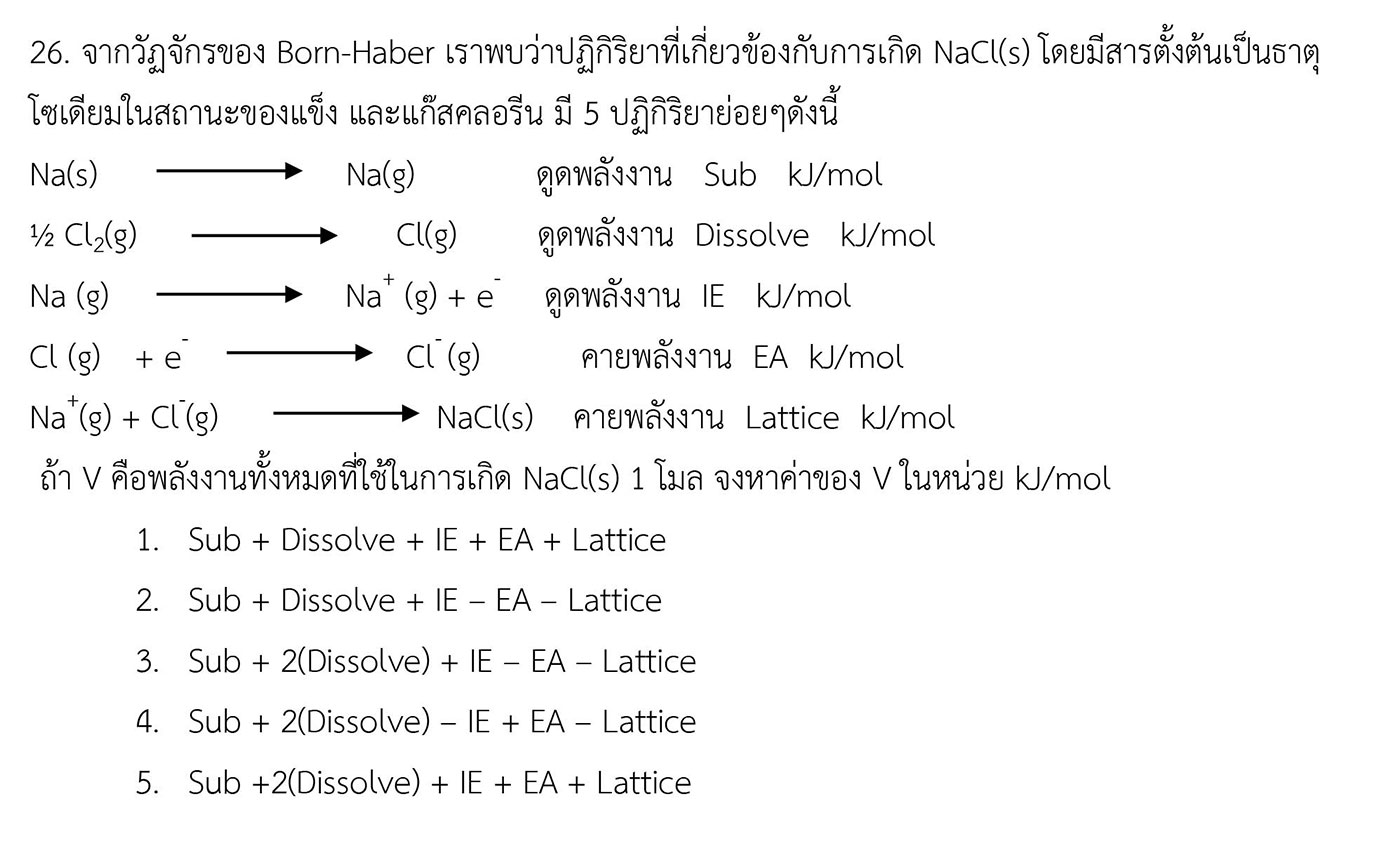 26. จากวัฏจักรของ Born-Haber เราพบว่าปฏิกิริยาที่เกี่ยวข้องกับการเกิด NaCl(s) โดยมีสารตั้งต้นเป็นธาตุ
โซเดียมในสถานะของแข็ง และแก๊สคลอรีน มี 5 ปฏิกิริยาย่อยๆดังนี้
Na(s) ⟶ Na(g) ดูดพลังงาน Sub kJ/mol
½ Cl₂(g) ⟶ Cl(g) ดูดพลังงาน Dissolve kJ/mol
Na (g) ⟶ Na⁺ (g) + e⁻ ดูดพลังงาน IE kJ/mol
Cl (g) + e⁻ ⟶ Cl⁻ (g) คายพลังงาน EA kJ/mol
Na⁺(g) + Cl⁻(g) ⟶ NaCl(s) คายพลังงาน Lattice kJ/mol
ถ้า V คือพลังงานทั้งหมดที่ใช้ในการเกิด NaCl(s) 1 โมล จงหาค่าของ V ในหน่วย kJ/mol
1. Sub + Dissolve + IE + EA + Lattice
2. Sub + Dissolve + IE – EA – Lattice
3. Sub + 2(Dissolve) + IE – EA – Lattice
4. Sub + 2(Dissolve) – IE + EA – Lattice
5. Sub +2(Dissolve) + IE + EA + Lattice